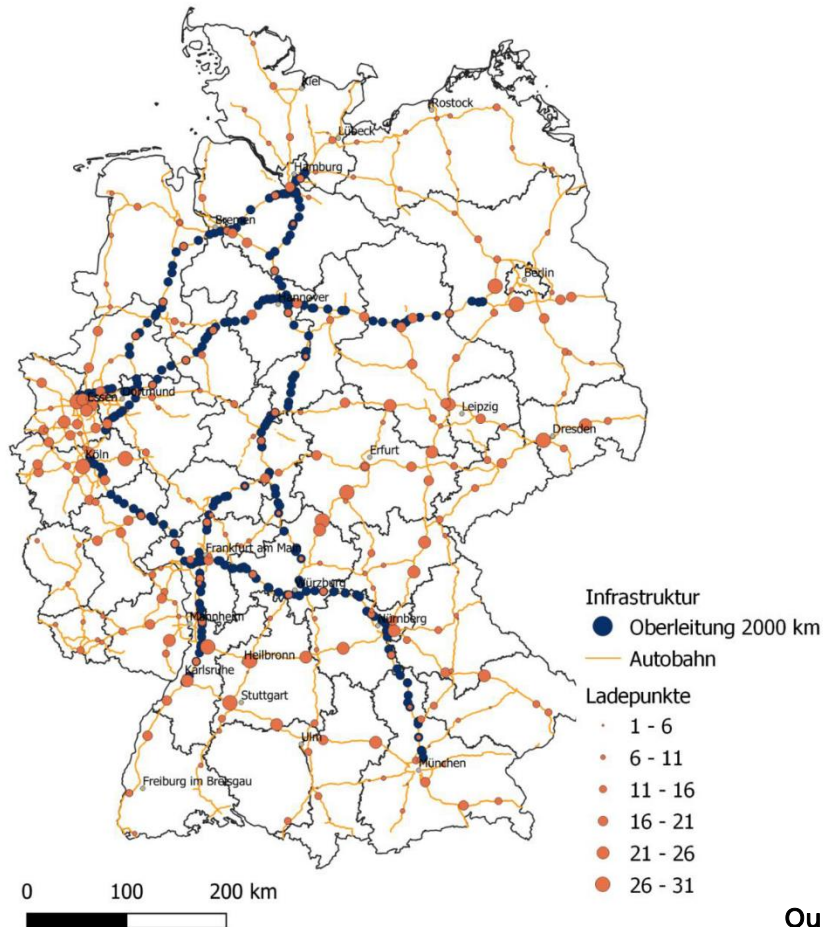 Kiel
Rostock
Lübeck
Hamburg
Bremen
Berlin
Hannover
Dortmund
Essen
Leipzig
Dresden
Köln
Erfurt
Frankfurt am Main
Würzburg
Mannheim
Nürnberg
Heilbronn
Karlsruhe
Stuttgart
Ulm
München
Freiburg im Breisgau
Infrastruktur
Oberleitung 2000 km
Autobahn
Ladepunkte
1 - 6
6 - 11
11 - 16
16 - 21
21 - 26
26 - 31
0 100 200 km
Qu